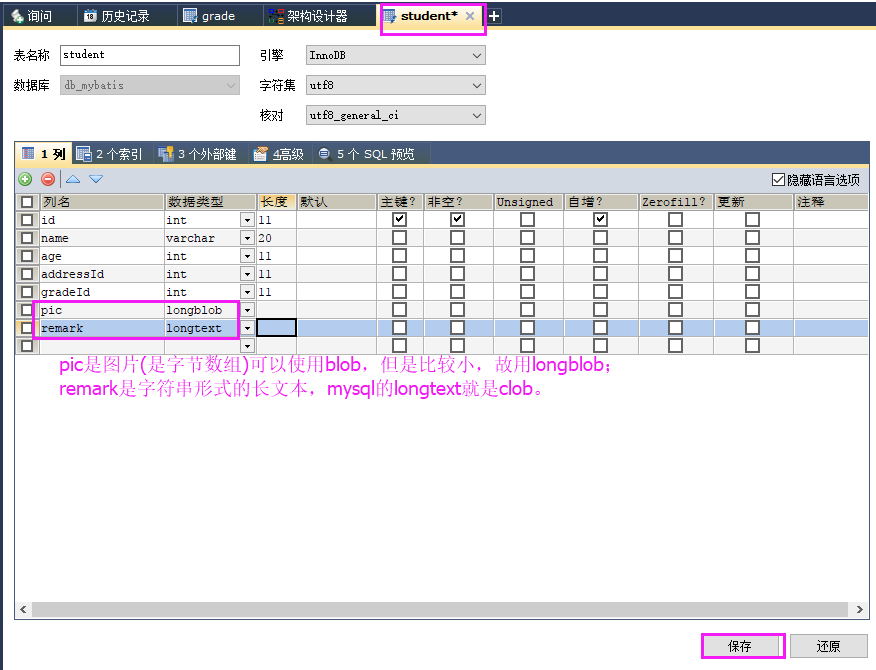 询问 历史记录 grade 架构设计器 student*
表名称 student 引擎 InnoDB
数据库 db_mybatis 字符集 utf8
核对 utf8_general_ci
1 列 2 个索引 3 个外部键 4高级 5 个 SQL 预览
隐藏语言选项
列名 数据类型 长度 默认 主键? 非空? Unsigned 自增? Zerofill? 更新 注释
id int 11
name varchar 20
age int 11
addressId int 11
gradeId int 11
pic longblob
remark longtext
pic是图片(是字节数组)可以使用blob，但是比较小，故用longblob；
remark是字符串形式的长文本，mysql的longtext就是clob。
保存 还原